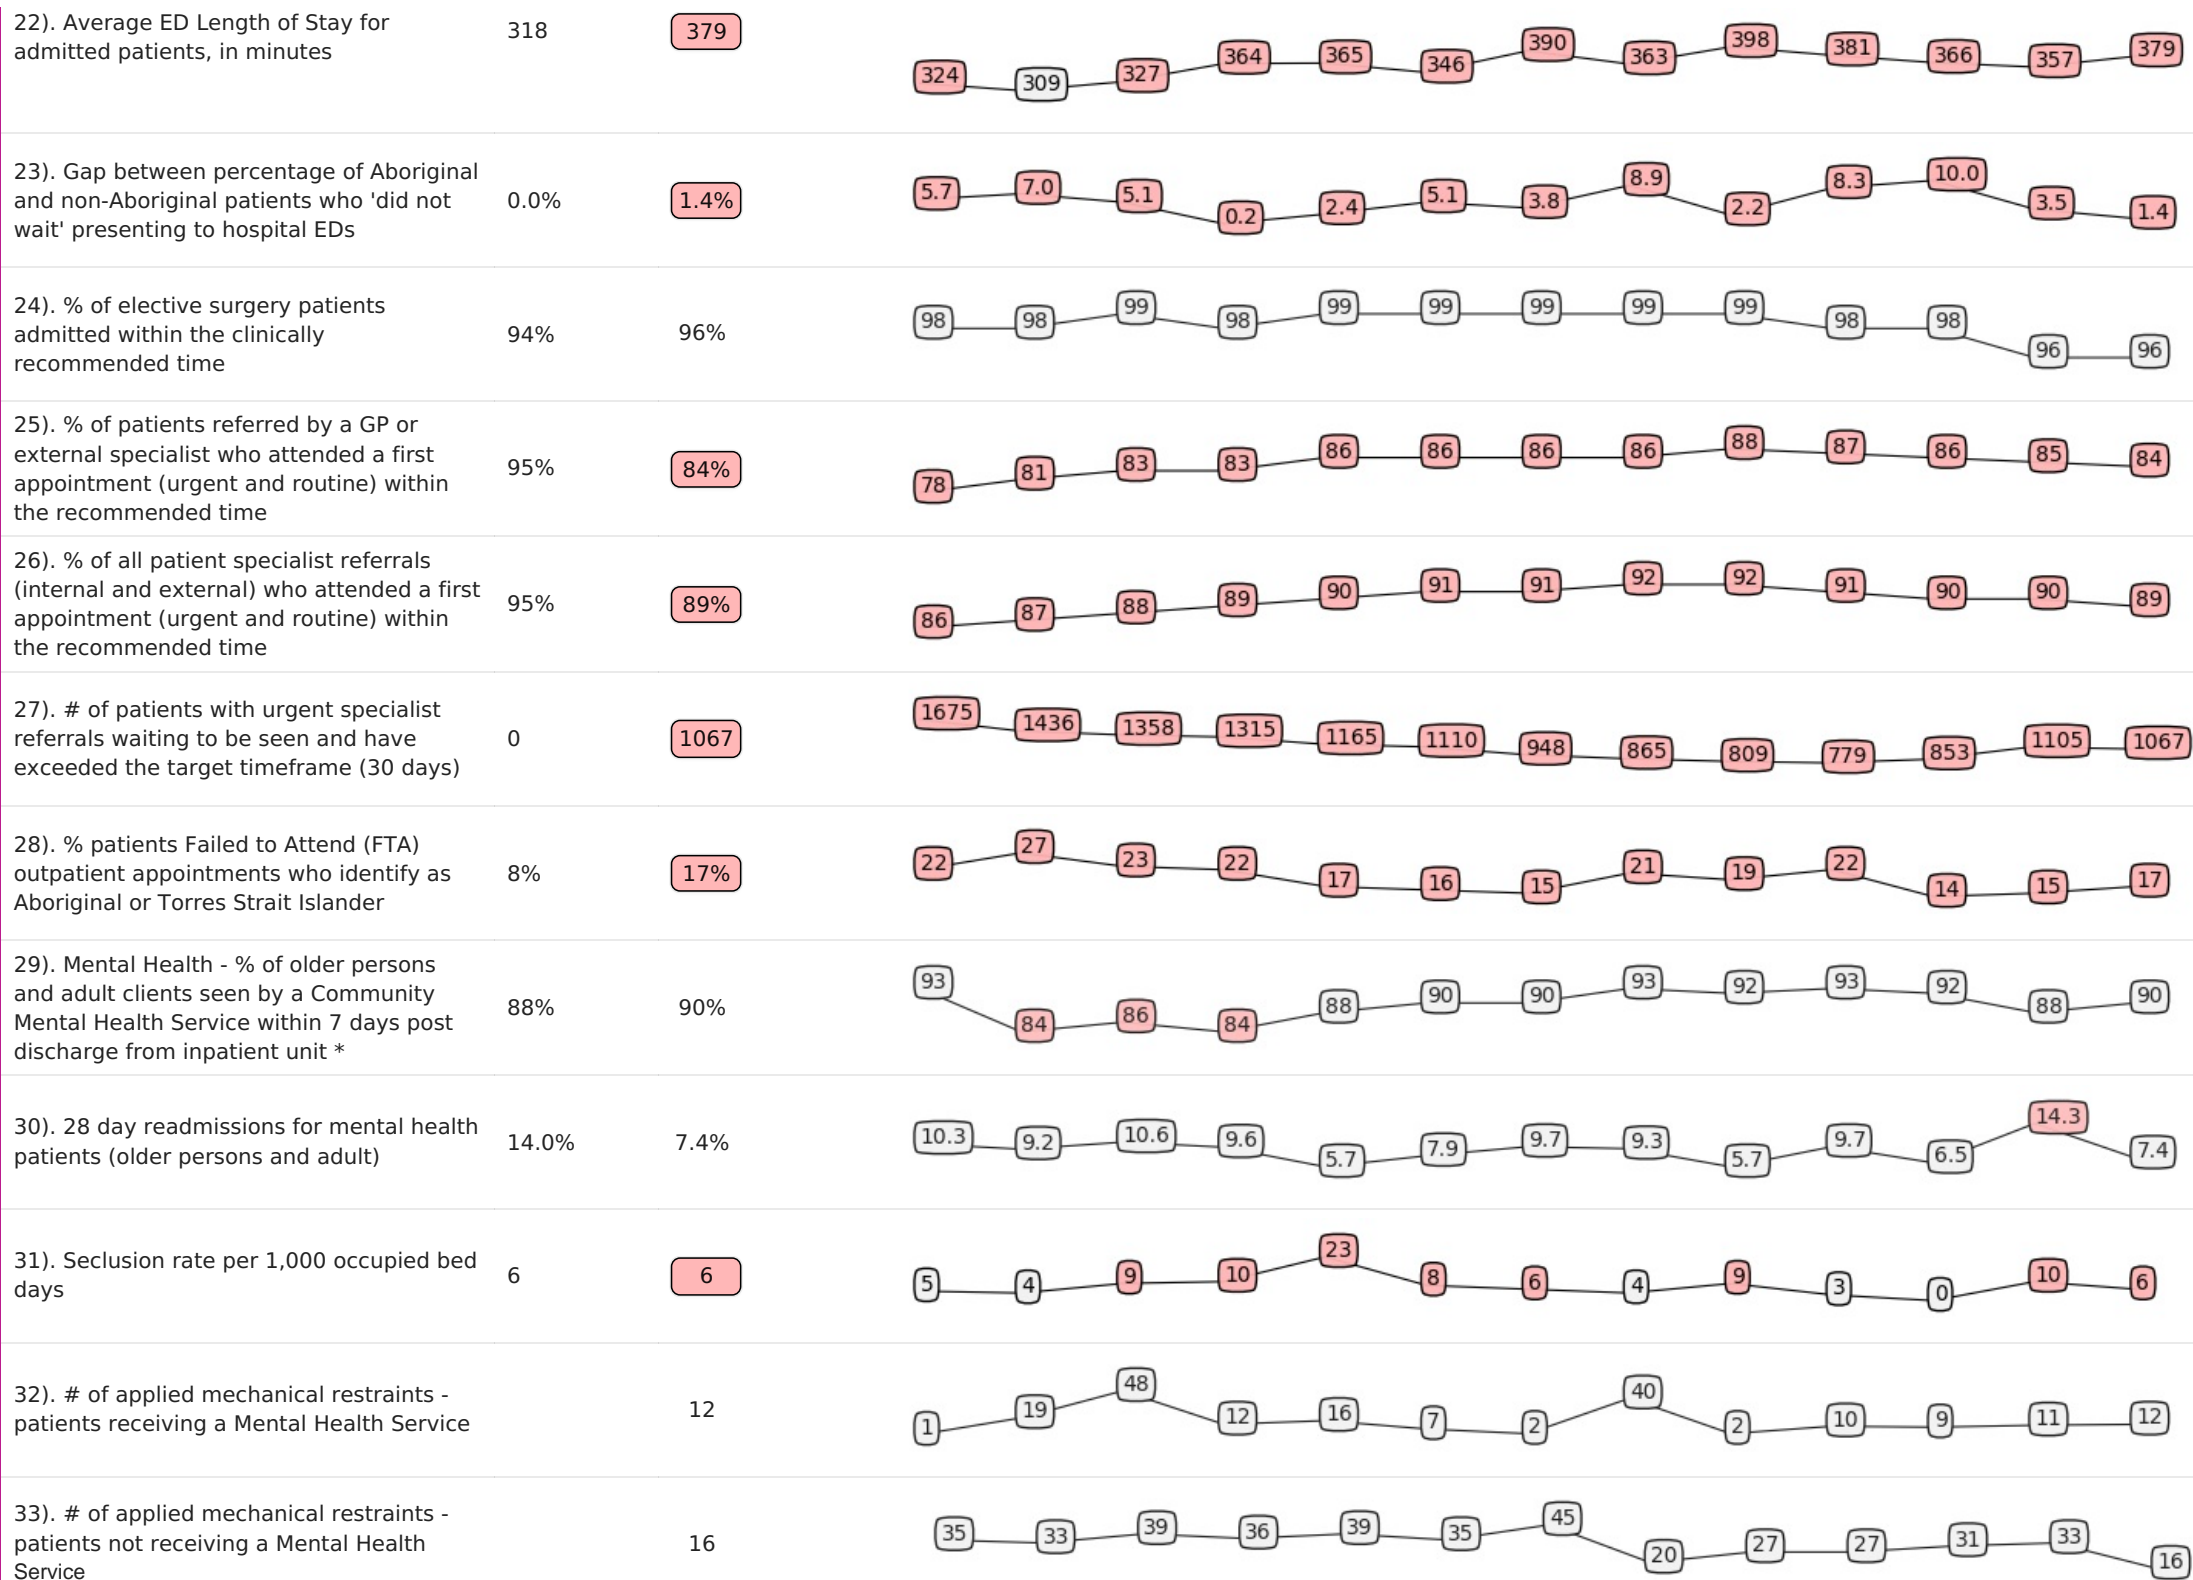 22). Average ED Length of Stay for
admitted patients, in minutes
318
379
324 309 327 364 365 346 390 363 398 381 366 357 379
23). Gap between percentage of Aboriginal
and non-Aboriginal patients who 'did not
wait' presenting to hospital EDs
0.0%
1.4%
5.7 7.0 5.1 0.2 2.4 5.1 3.8 8.9 2.2 8.3 10.0 3.5 1.4
24). % of elective surgery patients
admitted within the clinically
recommended time
94%
96%
98 98 99 98 99 99 99 99 99 98 98 96 96
25). % of patients referred by a GP or
external specialist who attended a first
appointment (urgent and routine) within
the recommended time
95%
84%
78 81 83 83 86 86 86 86 88 87 86 85 84
26). % of all patient specialist referrals
(internal and external) who attended a first
appointment (urgent and routine) within
the recommended time
95%
89%
86 87 88 89 90 91 91 92 92 91 90 90 89
27). # of patients with urgent specialist
referrals waiting to be seen and have
exceeded the target timeframe (30 days)
0
1067
1675 1436 1358 1315 1165 1110 948 865 809 779 853 1105 1067
28). % patients Failed to Attend (FTA)
outpatient appointments who identify as
Aboriginal or Torres Strait Islander
8%
17%
22 27 23 22 17 16 15 21 19 22 14 15 17
29). Mental Health - % of older persons
and adult clients seen by a Community
Mental Health Service within 7 days post
discharge from inpatient unit *
88%
90%
93 84 86 84 88 90 90 93 92 93 92 88 90
30). 28 day readmissions for mental health
patients (older persons and adult)
14.0%
7.4%
10.3 9.2 10.6 9.6 5.7 7.9 9.7 9.3 5.7 9.7 6.5 14.3 7.4
31). Seclusion rate per 1,000 occupied bed
days
6
6
5 4 9 10 23 8 6 4 9 3 0 10 6
32). # of applied mechanical restraints -
patients receiving a Mental Health Service
12
1 19 48 12 16 7 2 40 2 10 9 11 12
33). # of applied mechanical restraints -
patients not receiving a Mental Health
Service
16
35 33 39 36 39 35 45 20 27 27 31 33 16